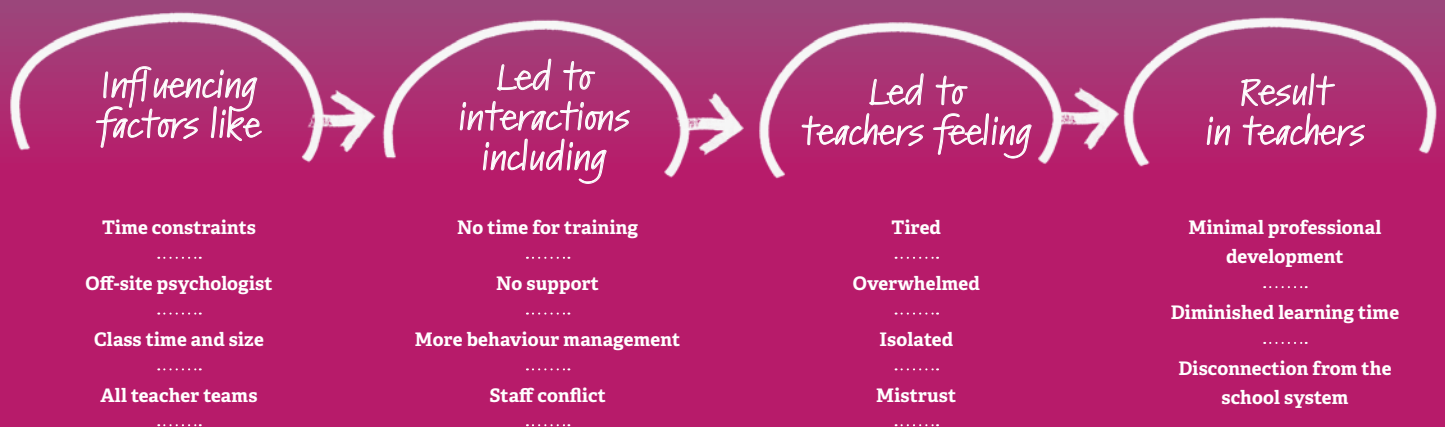 Influencing
factors like
Led to
interactions
including
Led to
teachers feeling
Result
in teachers
Time constraints
........
Off-site psychologist
........
Class time and size
........
All teacher teams
........
No time for training
........
No support
........
More behaviour management
........
Staff conflict
........
Tired
........
Overwhelmed
........
Isolated
........
Mistrust
........
Minimal professional
development
........
Diminished learning time
........
Disconnection from the
school system